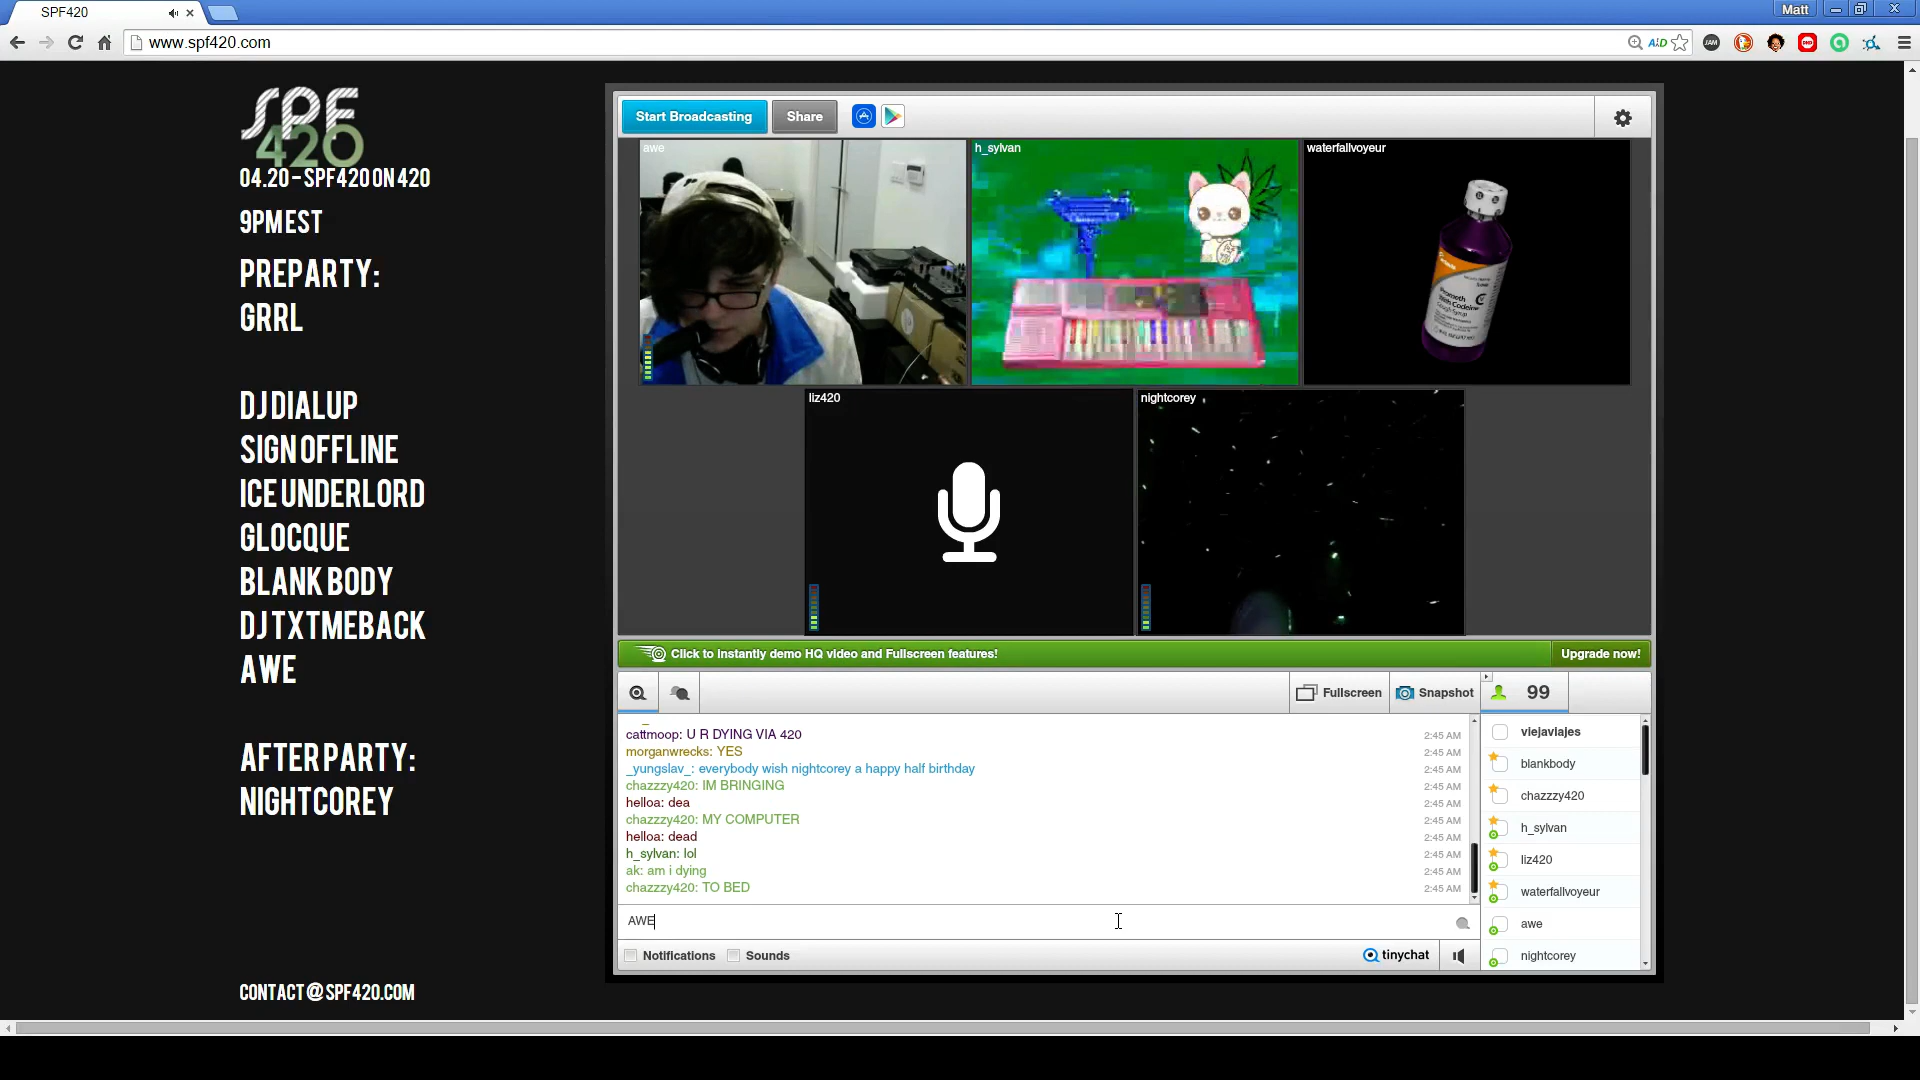 SPF420
Matt
www.spf420.com
SPF
420
04.20 - SPF420 ON 420
9PM EST
PREPARTY:
GRRL
DJ DIALUP
SIGN OFFLINE
ICE UNDERLORD
GLOCQUE
BLANK BODY
DJ TXTMEBACK
AWE
AFTER PARTY:
NIGHTCOREY
CONTACT @ SPF420.COM
Start Broadcasting
Share
awe
h_sylvan
waterfallvoyeur
liz420
nightcorey
Click to instantly demo HQ video and Fullscreen features!
Upgrade now!
Fullscreen
Snapshot
99
cattmoop: U R DYING VIA 420 2:45 AM
morganwrecks: YES 2:45 AM
_yungslav_: everybody wish nightcorey a happy half birthday 2:45 AM
chazzzy420: IM BRINGING 2:45 AM
helloa: dea 2:45 AM
chazzzy420: MY COMPUTER 2:45 AM
helloa: dead 2:45 AM
h_sylvan: lol 2:45 AM
ak: am i dying 2:45 AM
chazzzy420: TO BED 2:45 AM
AWE
Notifications
Sounds
tinychat
viejaviajes
blankbody
chazzzy420
h_sylvan
liz420
waterfallvoyeur
awe
nightcorey